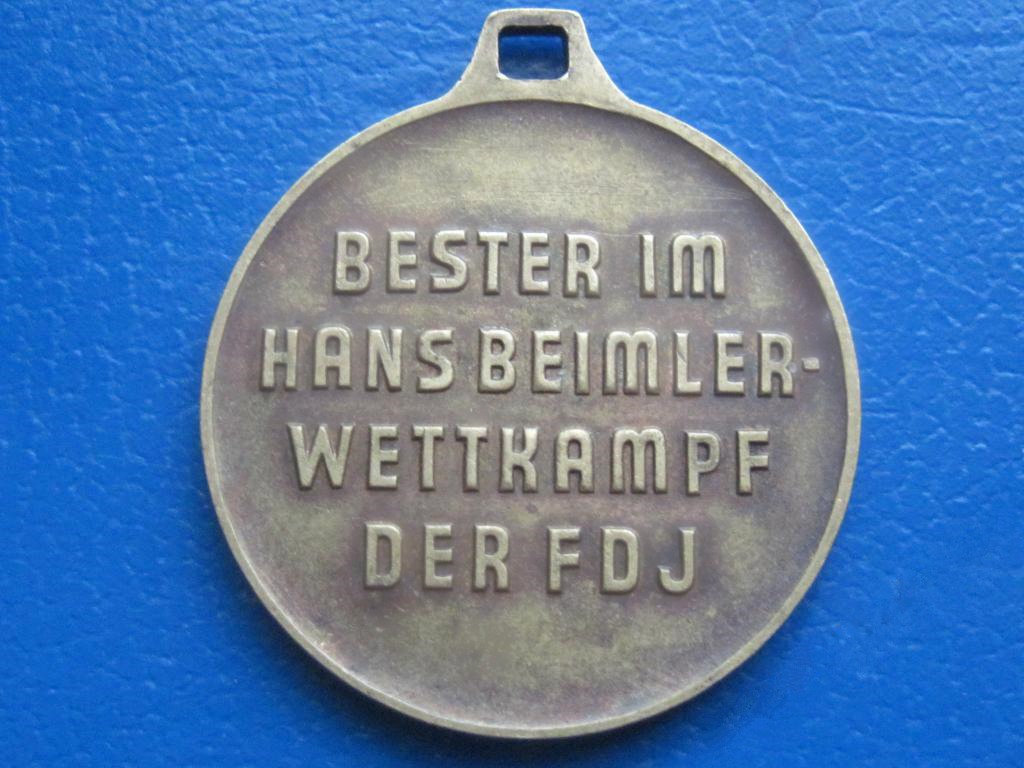 BESTER IM
HANS BEIMLER-
WETTKAMPF
DER FDJ